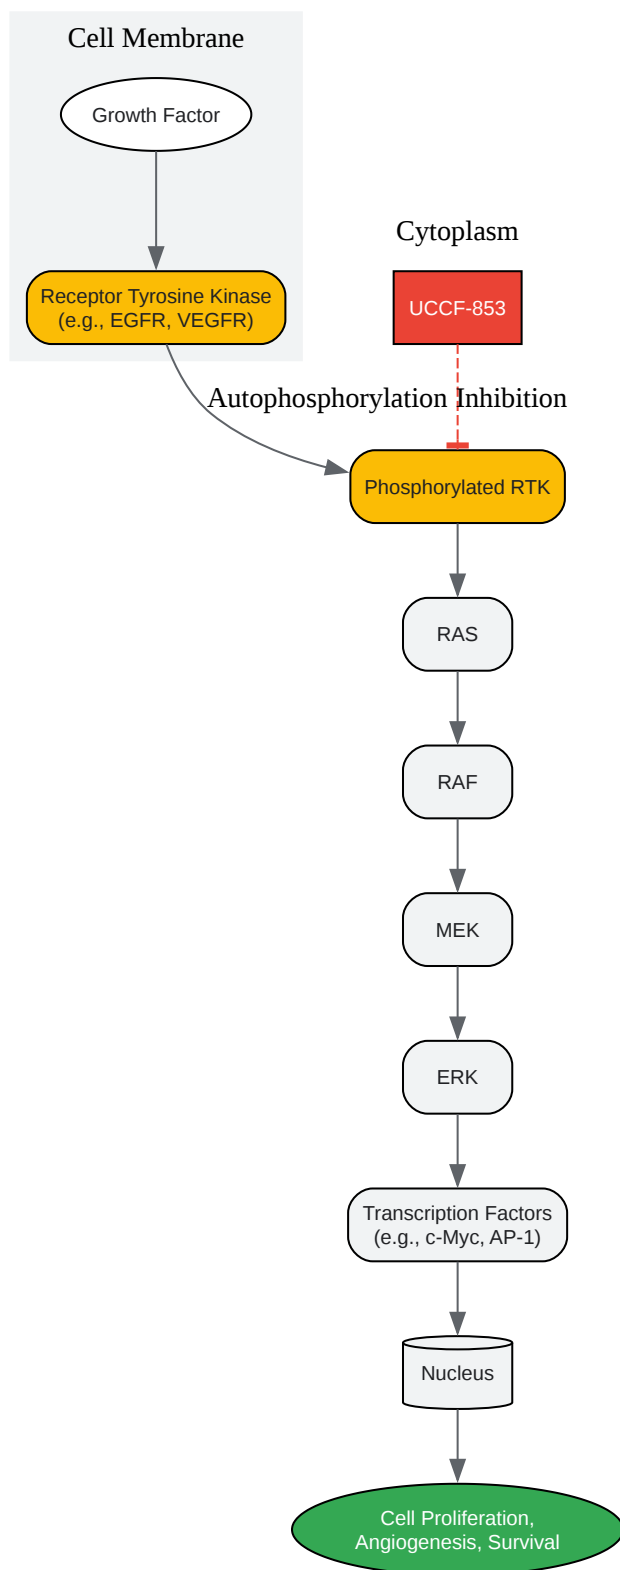 Cell Membrane
Growth Factor
Cytoplasm
Receptor Tyrosine Kinase
(e.g., EGFR, VEGFR)
UCCF-853
Autophosphorylation
Inhibition
Phosphorylated RTK
RAS
RAF
MEK
ERK
Transcription Factors
(e.g., c-Myc, AP-1)
Nucleus
Cell Proliferation,
Angiogenesis, Survival